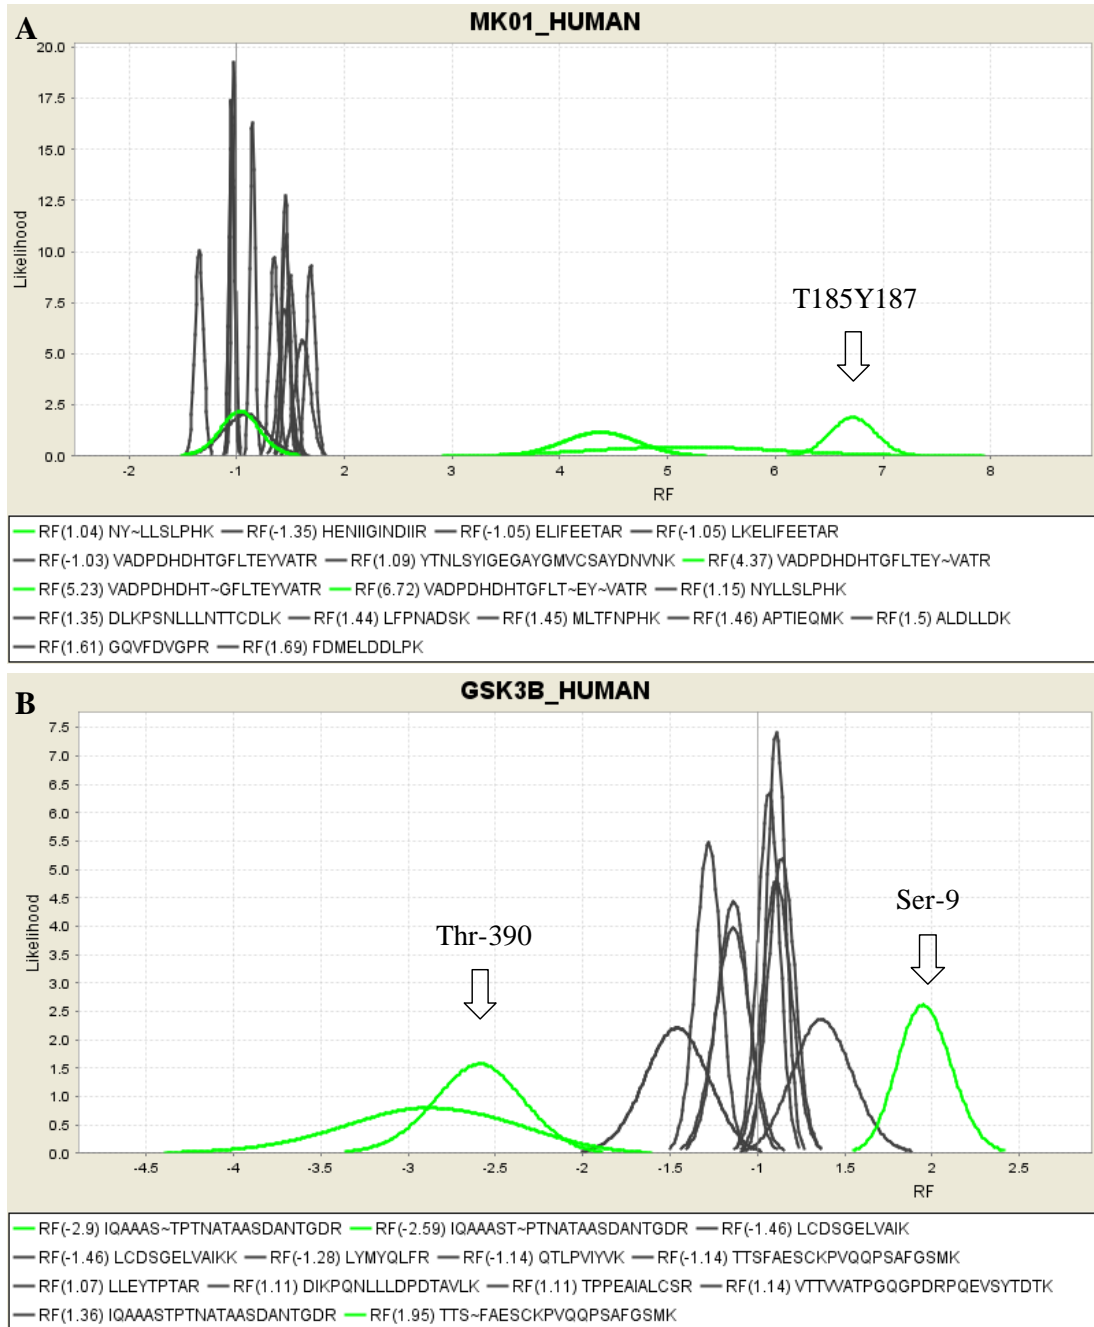 A
MK01_HUMAN
20.0
17.5
15.0
12.5
10.0
7.5
5.0
2.5
0.0
Likelihood
T185Y187
-2 -1 2 3 4 5 6 7 8
RF
RF(1.04) NY~LLSLPHK RF(-1.35) HENIIGINDIIR RF(-1.05) ELIFEETAR RF(-1.05) LKELIFEETAR
RF(-1.03) VADPDHDHTGFLTEYVATR RF(1.09) YTNLSYIGEGAYGMVCSAYDNVNK RF(4.37) VADPDHDHTGFLTEY~VATR
RF(5.23) VADPDHDHT~GFLTEYVATR RF(6.72) VADPDHDHTGFLT~EY~VATR RF(1.15) NYLLSLPHK
RF(1.35) DLKPSNLLLNTTCDLK RF(1.44) LFPNADSK RF(1.45) MLTFNPHK RF(1.46) APTIEQMK RF(1.5) ALDLLDK
RF(1.61) GQVFDVGPR RF(1.69) FDMELDDLPK
B
GSK3B_HUMAN
7.5
7.0
6.5
6.0
5.5
5.0
4.5
4.0
3.5
3.0
2.5
2.0
1.5
1.0
0.5
0.0
Likelihood
Thr-390
Ser-9
-4.5 -4 -3.5 -3 -2.5 -2 -1.5 -1 1.5 2 2.5
RF
RF(-2.9) IQAAAS~TPTNATAASDANTGDR RF(-2.59) IQAAAST~PTNATAASDANTGDR RF(-1.46) LCDSGELVAIK
RF(-1.46) LCDSGELVAIKK RF(-1.28) LYMYQLFR RF(-1.14) QTLPVIYVK RF(-1.14) TTSFAESCKPVQQPSAFGSMK
RF(1.07) LLEYTPTAR RF(1.11) DIKPQNLLLDPDTAVLK RF(1.11) TPPEAIALCSR RF(1.14) VTTVVATPGQGPDRPQEVSYTDTK
RF(1.36) IQAAASTPTNATAASDANTGDR RF(1.95) TTS~FAESCKPVQQPSAFGSMK